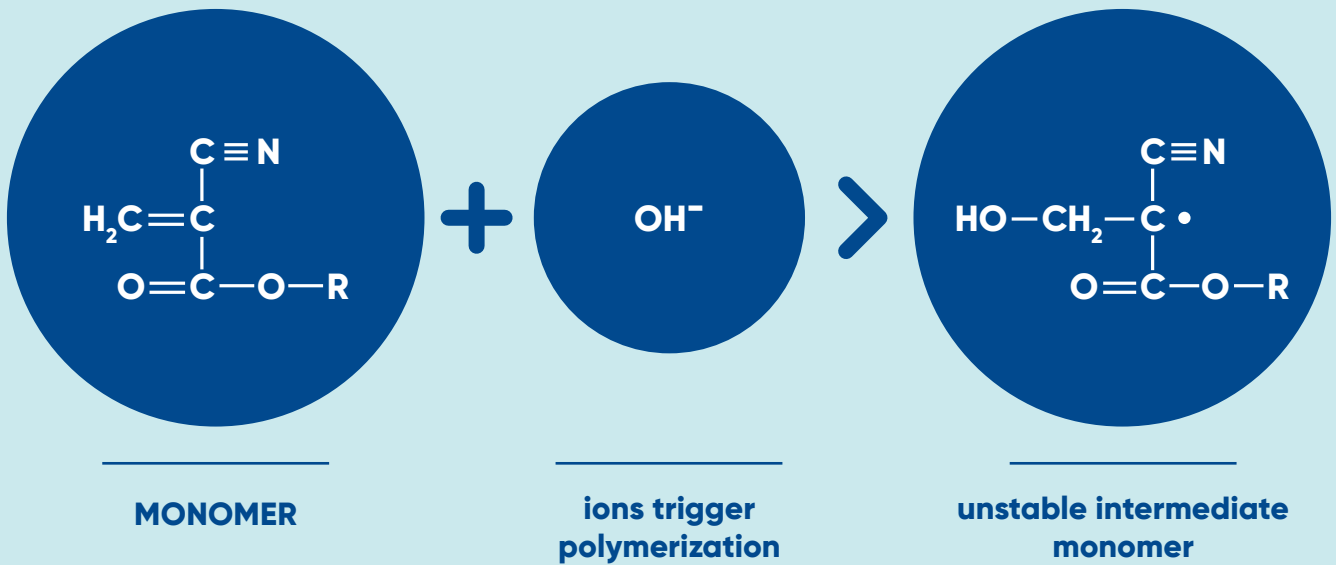 C≡N
H₂C=C
O=C—O—R
+
OH⁻
>
C≡N
HO—CH₂—C•
O=C—O—R
MONOMER
ions trigger
polymerization
unstable intermediate
monomer